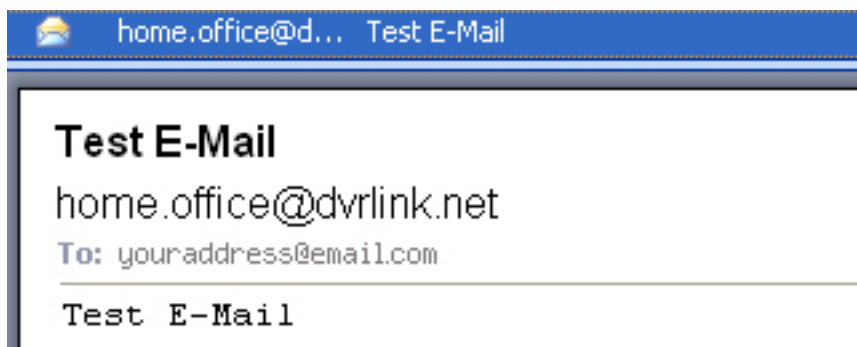 home.office@d... Test E-Mail
Test E-Mail
home.office@dvrlink.net
To: youraddress@email.com
Test E-Mail